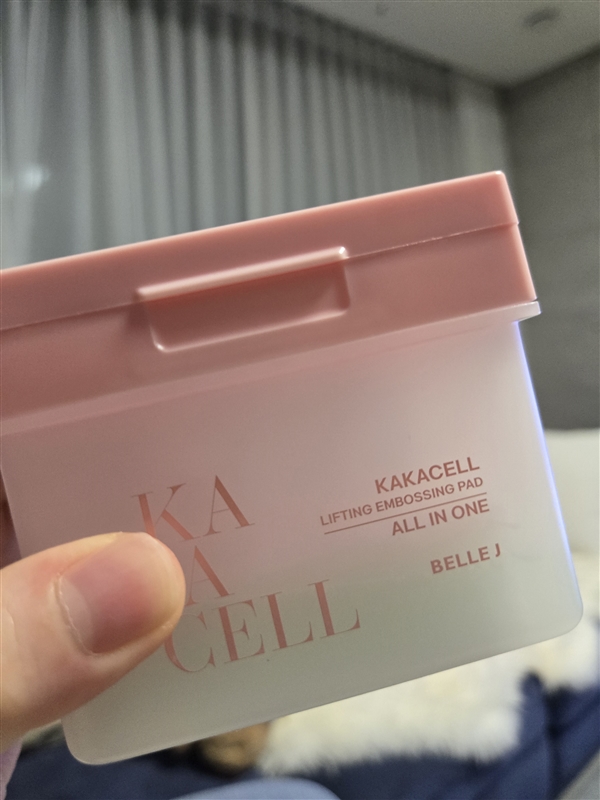 KA
A
CELL
KAKACELL
LIFTING EMBOSSING PAD
ALL IN ONE
BELLE J